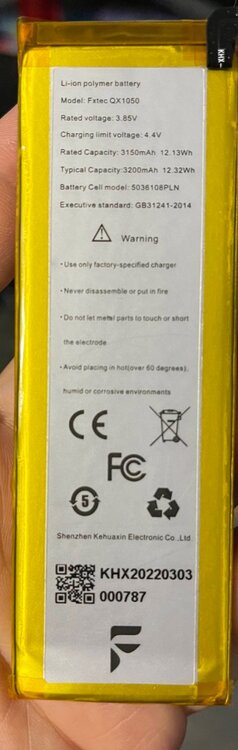 KHX-
Li-ion polymer battery
Model: Fxtec QX1050
Rated voltage: 3.85V
Charging limit voltage: 4.4V
Rated Capacity: 3150mAh 12.13Wh
Typical Capacity:3200mAh 12.32Wh
Battery Cell model: 5036108PLN
Executive standard: GB31241-2014
Warning
·Use only factory-specified charger
·Never disassemble or put in fire
·Do not let metel parts to touch or short
the electrode
·Avoid placing in hot(over 60 degrees),
humid or corrosive environments
CE
FC
5
Shenzhen Kehuaxin Electronic Co.,Ltd
KHX20220303
000787